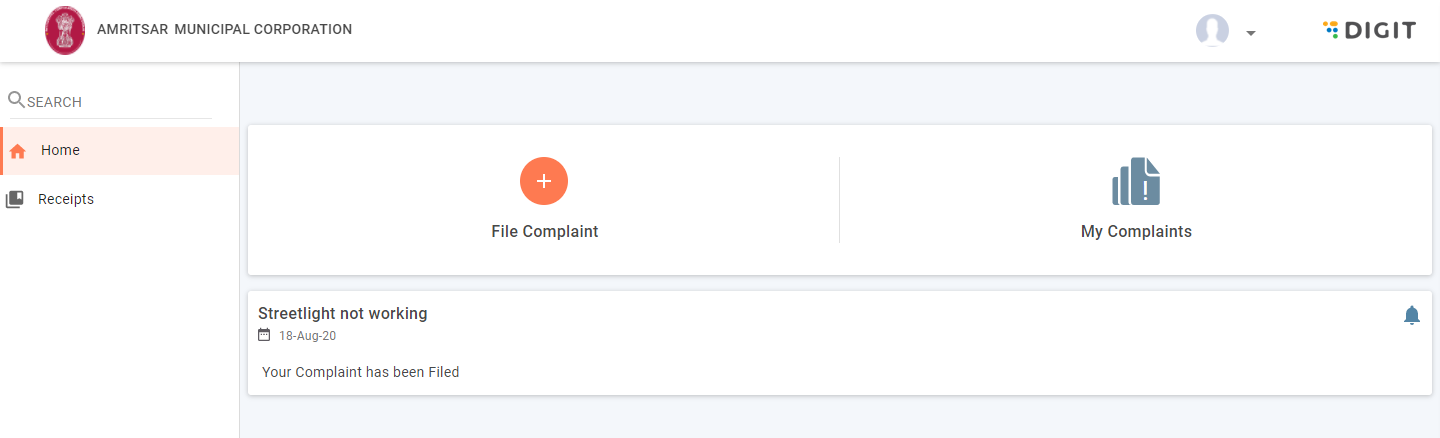 AMRITSAR MUNICIPAL CORPORATION
DIGIT
SEARCH
Home
Receipts
File Complaint
My Complaints
Streetlight not working
18-Aug-20
Your Complaint has been Filed